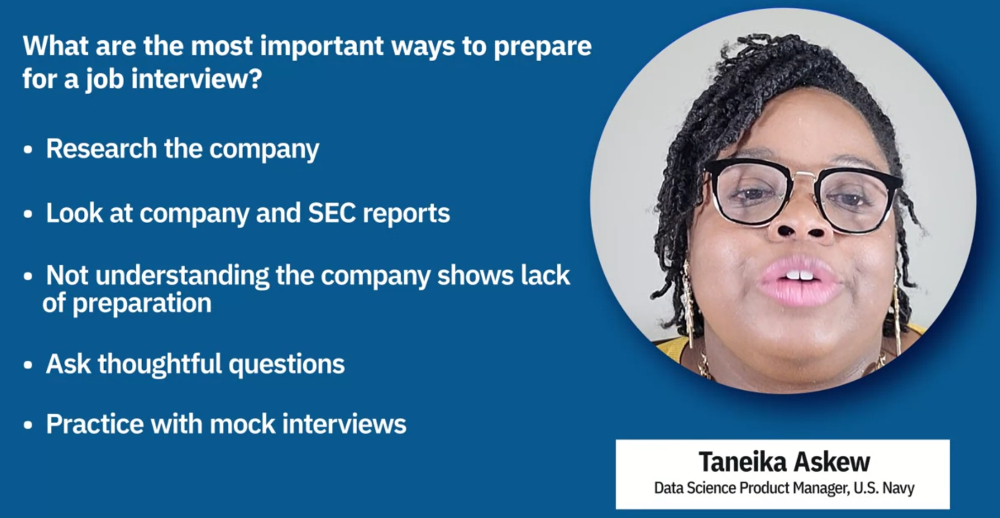 What are the most important ways to prepare
for a job interview?
• Research the company
• Look at company and SEC reports
• Not understanding the company shows lack
of preparation
• Ask thoughtful questions
• Practice with mock interviews
Taneika Askew
Data Science Product Manager, U.S. Navy